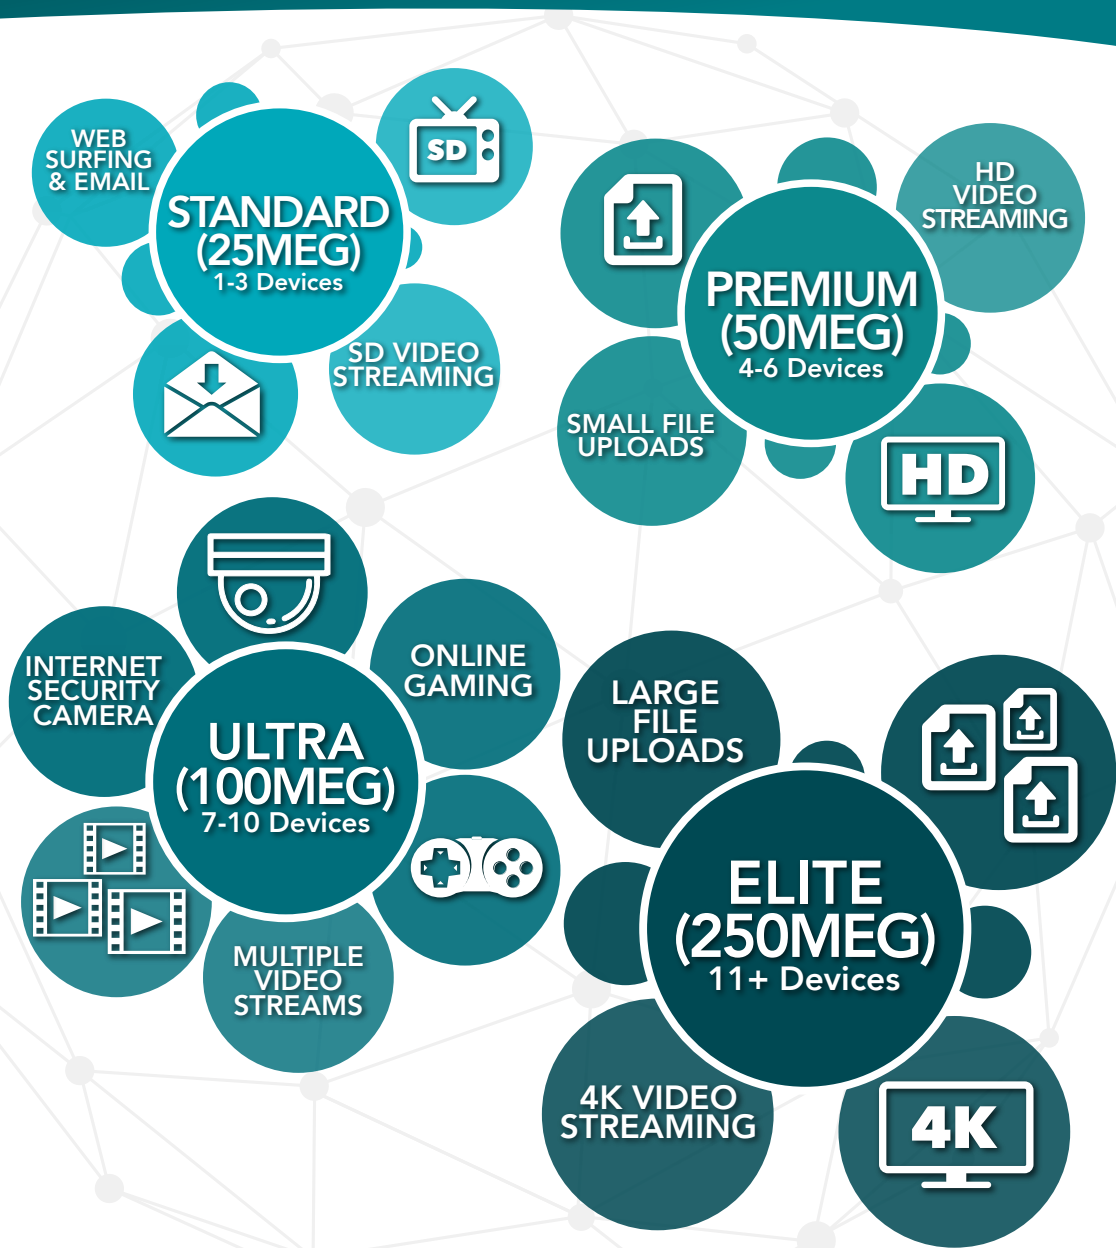 WEB
SURFING
& EMAIL
SD
STANDARD
(25MEG)
1-3 Devices
SD VIDEO
STREAMING
HD
VIDEO
STREAMING
PREMIUM
(50MEG)
4-6 Devices
SMALL FILE
UPLOADS
HD
INTERNET
SECURITY
CAMERA
ONLINE
GAMING
ULTRA
(100MEG)
7-10 Devices
MULTIPLE
VIDEO
STREAMS
LARGE
FILE
UPLOADS
ELITE
(250MEG)
11+ Devices
4K VIDEO
STREAMING
4K